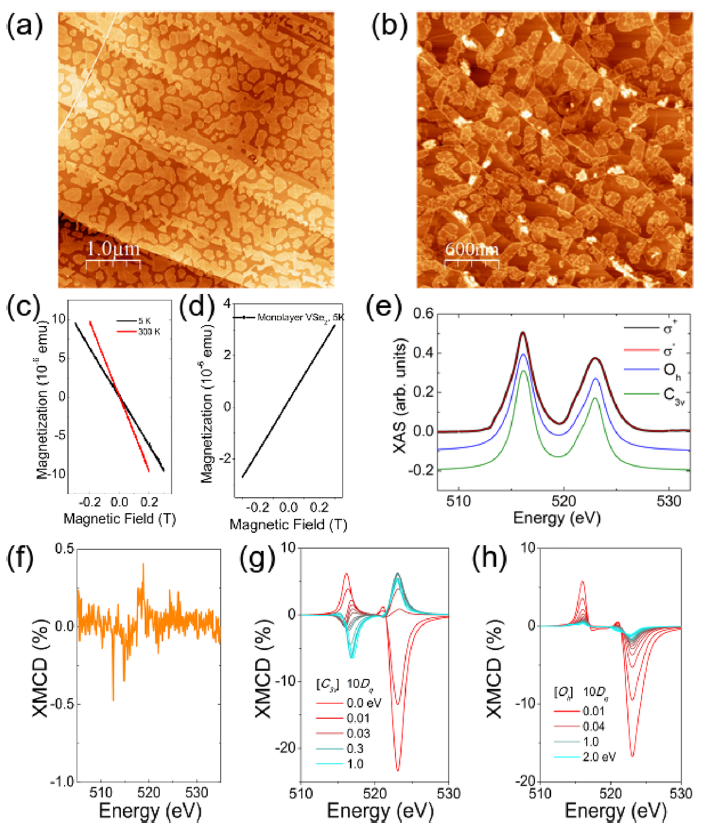 (a)
(b)
1.0µm
600nm
(c)
(d)
(e)
Magnetization (10⁻⁶ emu)
10
5
0
-5
-10
5 K
300 K
-0.2 0.0 0.2
Magnetic Field (T)
Magnetization (10⁻⁶ emu)
4
2
0
-2
Monolayer VSe₂, 5K
-0.2 0.0 0.2
Magnetic Field (T)
XAS (arb. units)
0.6
0.4
0.2
0.0
-0.2
σ⁺
σ⁻
Oₕ
C₃ᵥ
510 520 530
Energy (eV)
(f)
(g)
(h)
XMCD (%)
0.5
0.0
-0.5
-1.0
510 520 530
Energy (eV)
XMCD (%)
10
0
-10
-20
[C₃ᵥ] 10D_q
0.0 eV
0.01
0.03
0.3
1.0
510 520 530
Energy (eV)
XMCD (%)
10
0
-10
-20
[Oₕ] 10D_q
0.01
0.04
1.0
2.0 eV
510 520 530
Energy (eV)